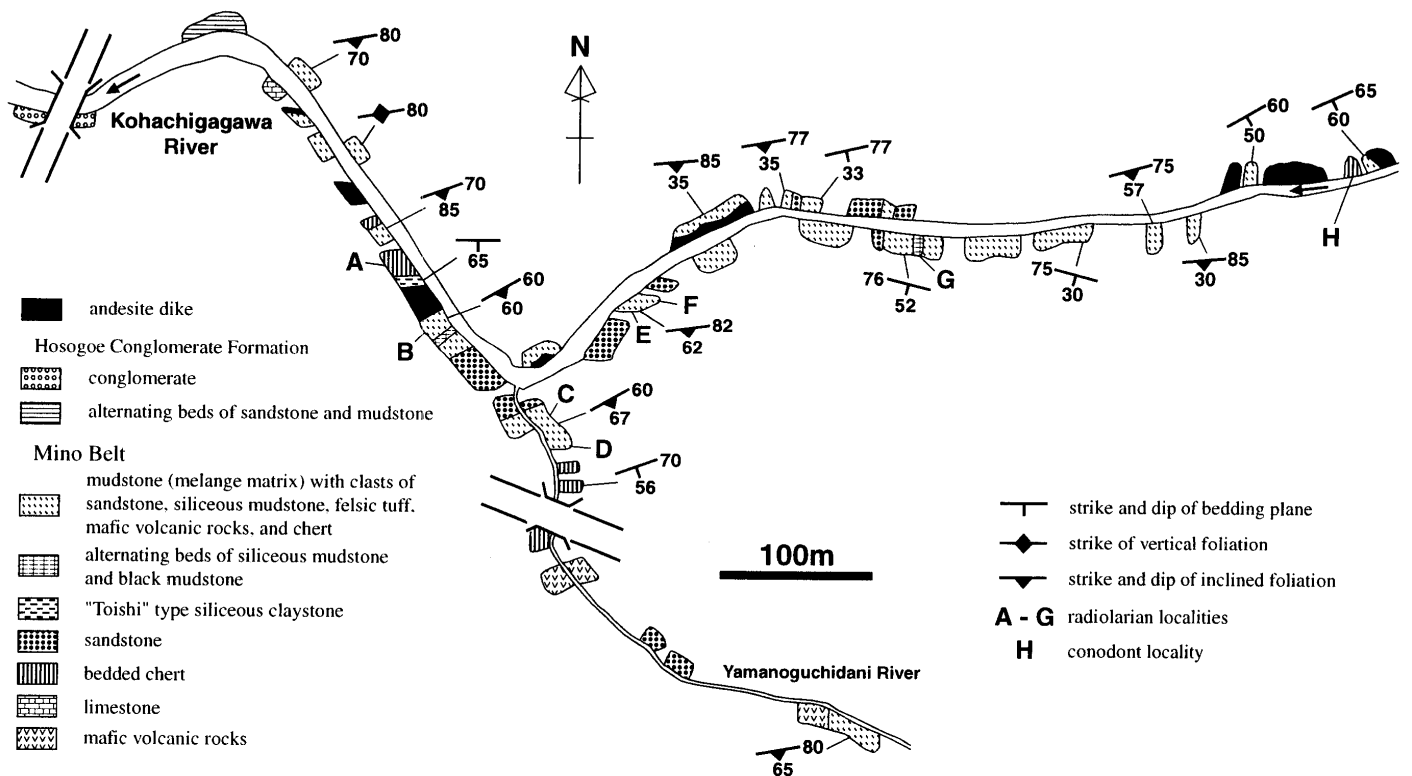 80
70
N
Kohachigagawa
River
80
70
85
A
65
60
60
B
85
35
77
35
77
33
75
57
60
50
65
60
H
G
76
52
75
30
85
30
F
E
82
62
C
60
67
D
70
56
andesite dike
Hosogoe Conglomerate Formation
conglomerate
alternating beds of sandstone and mudstone
Mino Belt
mudstone (melange matrix) with clasts of
sandstone, siliceous mudstone, felsic tuff,
mafic volcanic rocks, and chert
alternating beds of siliceous mudstone
and black mudstone
"Toishi" type siliceous claystone
sandstone
bedded chert
limestone
mafic volcanic rocks
100m
Yamanoguchidani River
80
65
strike and dip of bedding plane
strike of vertical foliation
strike and dip of inclined foliation
A - G radiolarian localities
H conodont locality